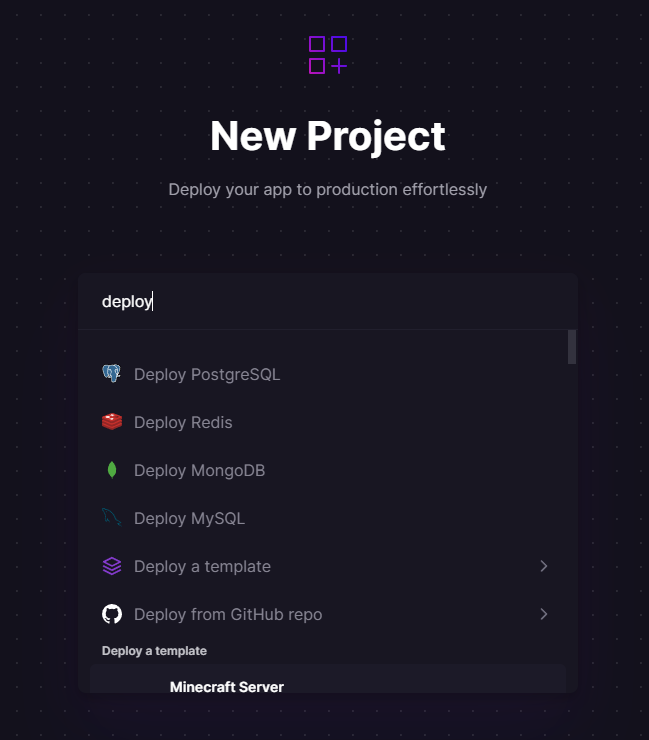 New Project
Deploy your app to production effortlessly
deploy
Deploy PostgreSQL
Deploy Redis
Deploy MongoDB
Deploy MySQL
Deploy a template
Deploy from GitHub repo
Deploy a template
Minecraft Server